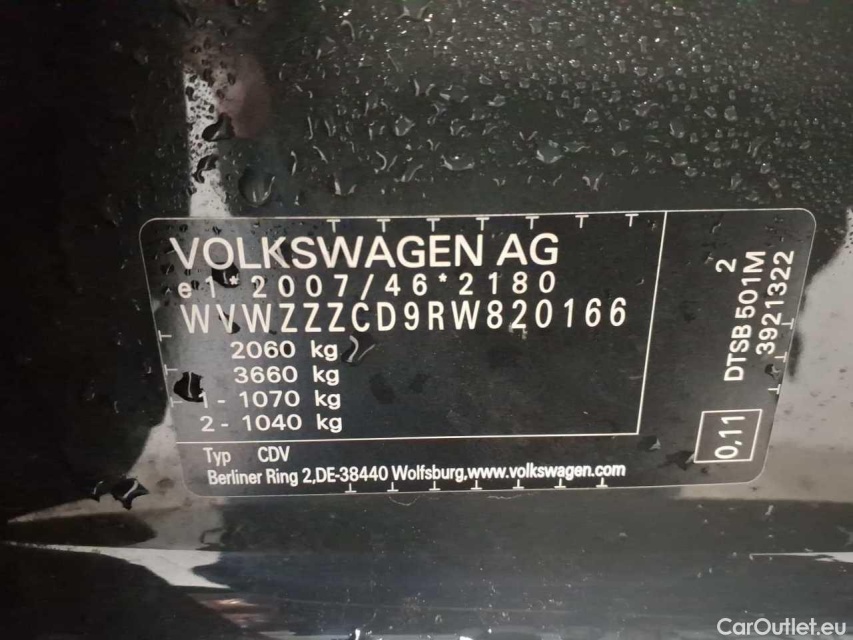 VOLKSWAGEN AG
e1*2007/46*2180
WVWZZZCD9RW820166
2060 kg
3660 kg
1 - 1070 kg
2 - 1040 kg
Typ CDV
Berliner Ring 2,DE-38440 Wolfsburg,www.volkswagen.com
2
DTSB 501M
3921322
0,11
CarOutlet.eu